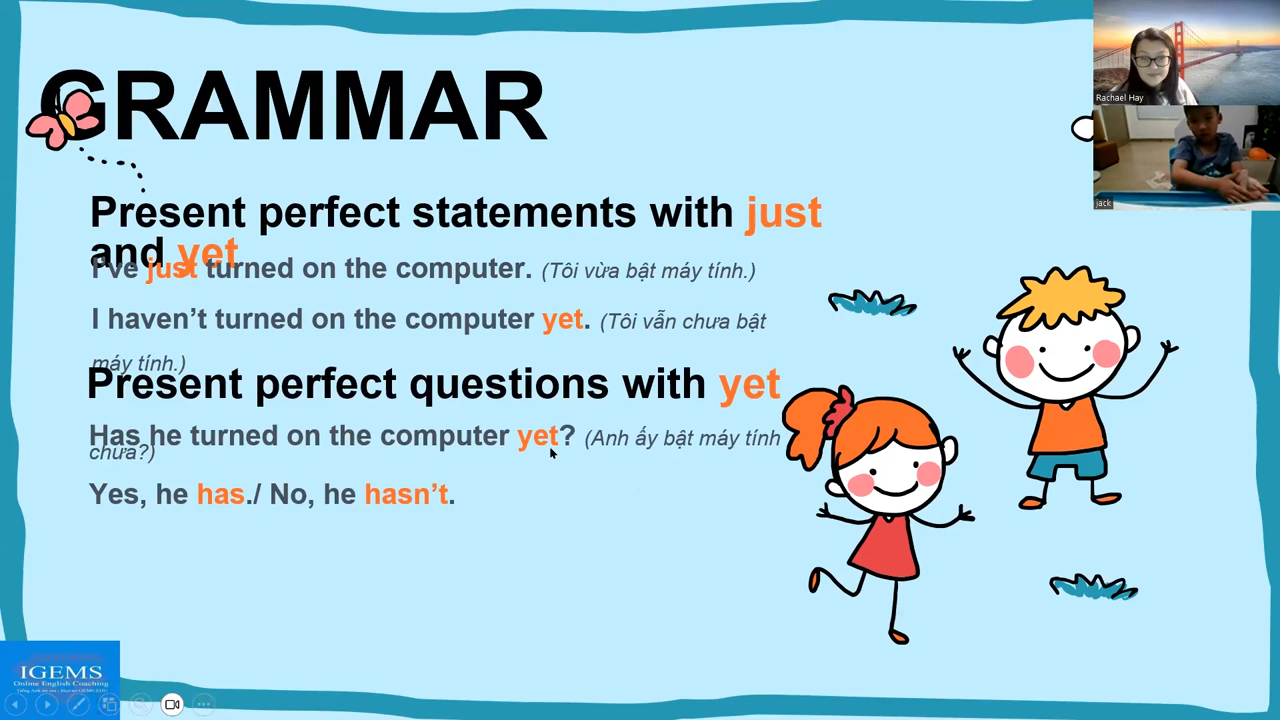 GRAMMAR
Rachael Hay
jack
Present perfect statements with just
and yet
I've just turned on the computer. (Tôi vừa bật máy tính.)
I haven't turned on the computer yet. (Tôi vẫn chưa bật
máy tính.)
Present perfect questions with yet
Has he turned on the computer yet? (Anh ấy bật máy tính
chưa?)
Yes, he has./ No, he hasn't.
IGEMS
Online English Coaching